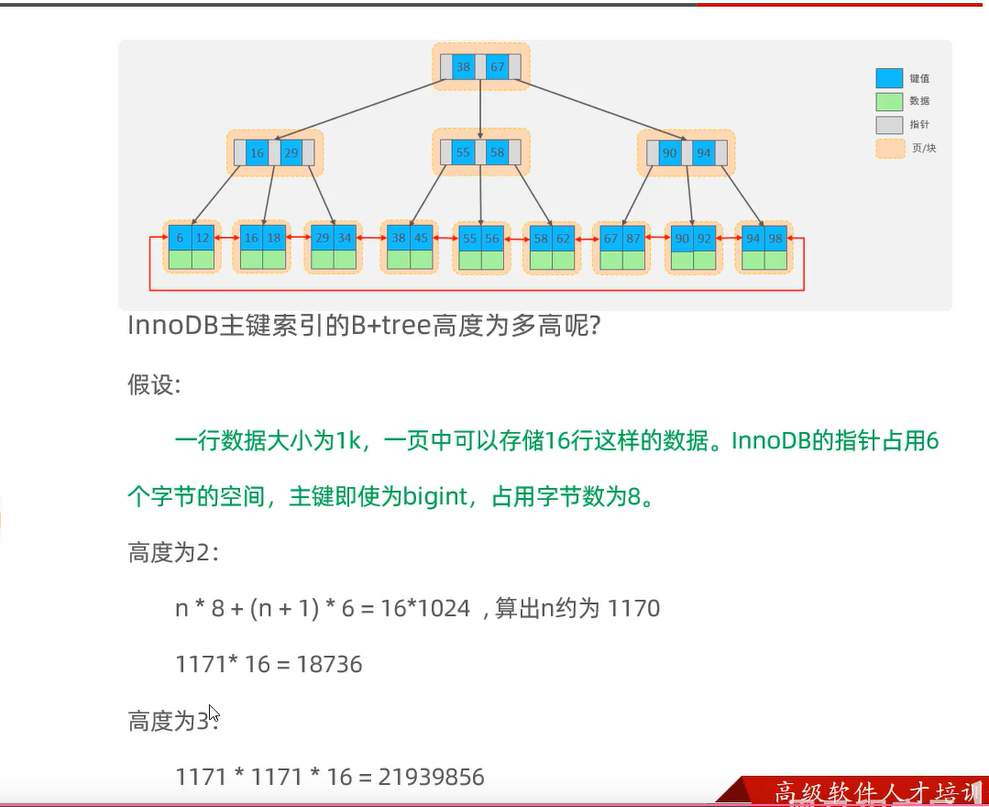 38 67
键值
数据
指针
页/块
16 29 55 58 90 94
6 12 16 18 29 34 38 45 55 56 58 62 67 87 90 92 94 98
InnoDB主键索引的B+tree高度为多高呢?
假设:
一行数据大小为1k，一页中可以存储16行这样的数据。InnoDB的指针占用6
个字节的空间，主键即使为bigint，占用字节数为8。
高度为2：
n * 8 + (n + 1) * 6 = 16*1024 , 算出n约为 1170
1171* 16 = 18736
高度为3：
1171 * 1171 * 16 = 21939856
高级软件人才培训